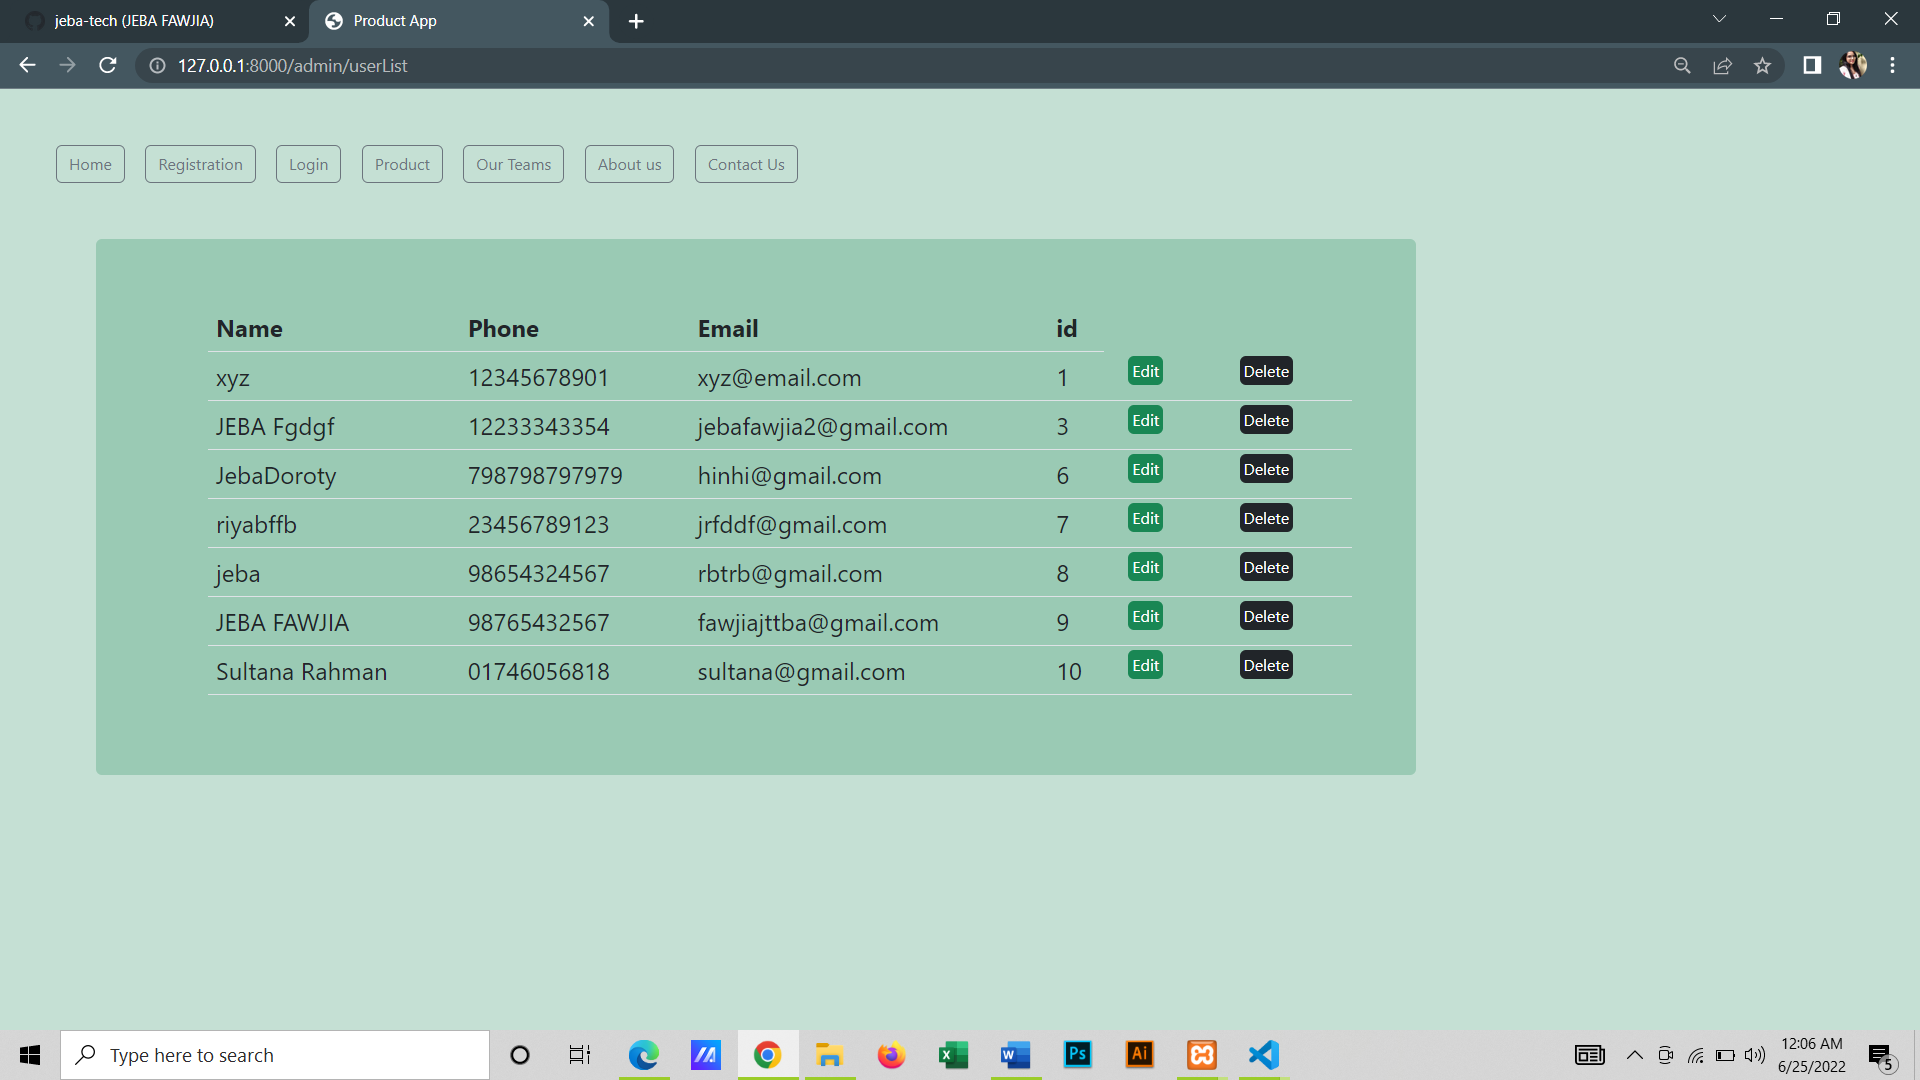 jeba-tech (JEBA FAWJIA)
Product App
127.0.0.1:8000/admin/userList
Home Registration Login Product Our Teams About us Contact Us
Name Phone Email id
xyz 12345678901 xyz@email.com 1 Edit Delete
JEBA Fgdgf 12233343354 jebafawjia2@gmail.com 3 Edit Delete
JebaDoroty 798798797979 hinhi@gmail.com 6 Edit Delete
riyabffb 23456789123 jrfddf@gmail.com 7 Edit Delete
jeba 98654324567 rbtrb@gmail.com 8 Edit Delete
JEBA FAWJIA 98765432567 fawjiajttba@gmail.com 9 Edit Delete
Sultana Rahman 01746056818 sultana@gmail.com 10 Edit Delete
Type here to search
Ps
Ai
12:06 AM
6/25/2022
5